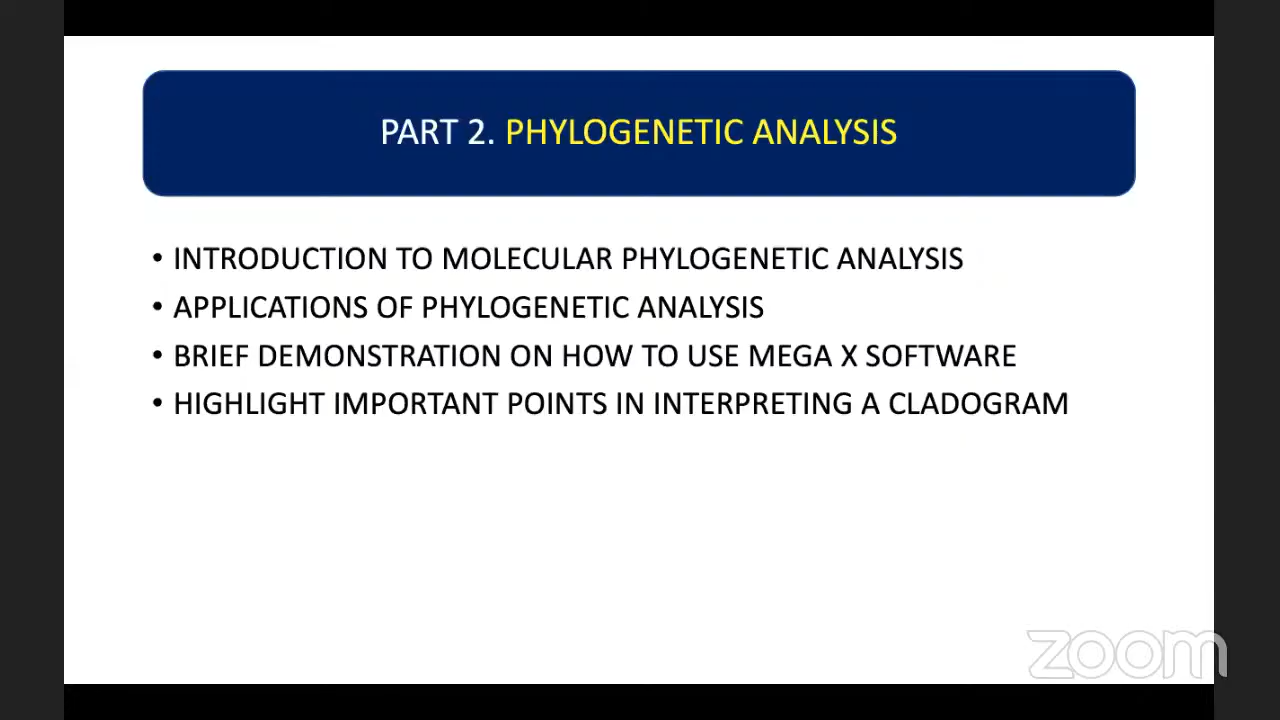 PART 2. PHYLOGENETIC ANALYSIS
• INTRODUCTION TO MOLECULAR PHYLOGENETIC ANALYSIS
• APPLICATIONS OF PHYLOGENETIC ANALYSIS
• BRIEF DEMONSTRATION ON HOW TO USE MEGA X SOFTWARE
• HIGHLIGHT IMPORTANT POINTS IN INTERPRETING A CLADOGRAM
zoom